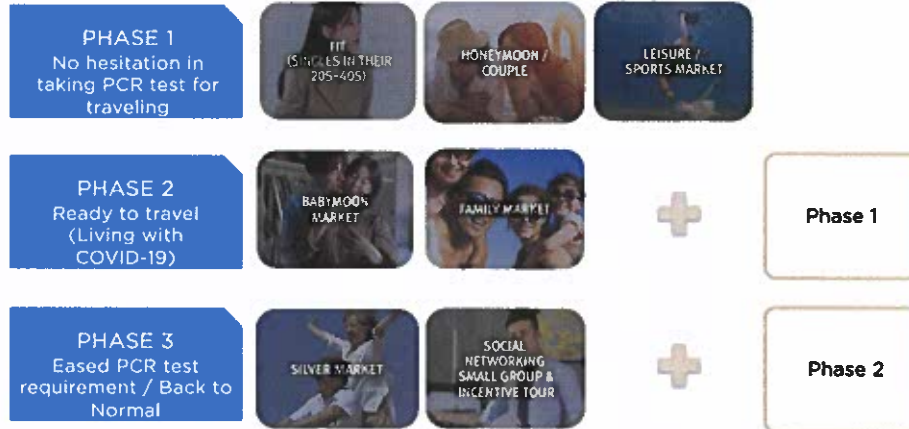 PHASE 1
No hesitation in
taking PCR test for
traveling
FIT
(SINGLES IN THEIR
20S-40S)
HONEYMOON /
COUPLE
LEISURE /
SPORTS MARKET
PHASE 2
Ready to travel
(Living with
COVID-19)
BABYMOON
MARKET
FAMILY MARKET
Phase 1
PHASE 3
Eased PCR test
requirement / Back to
Normal
SILVER MARKET
SOCIAL
NETWORKING
SMALL GROUP &
INCENTIVE TOUR
Phase 2